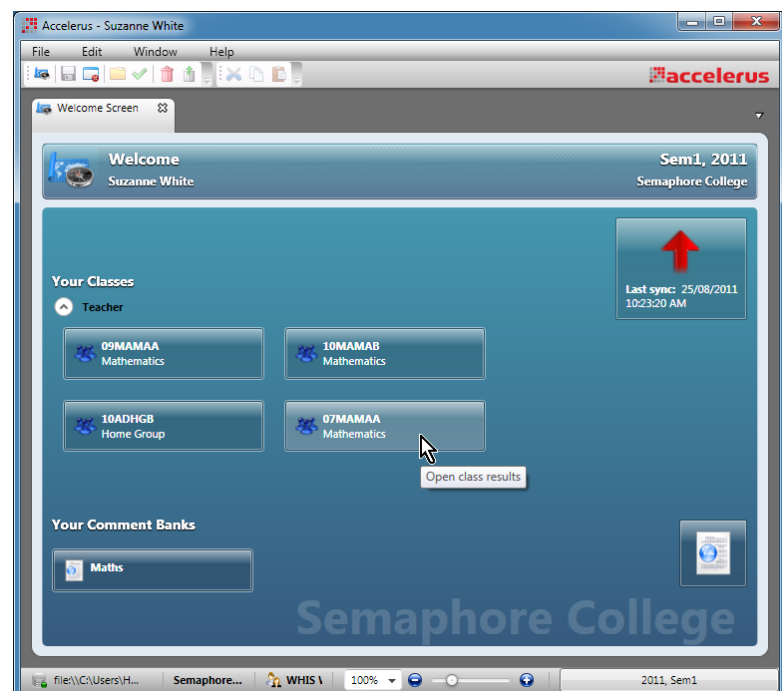 Accelerus - Suzanne White
File Edit Window Help
accelerus
Welcome Screen
Welcome
Suzanne White
Sem1, 2011
Semaphore College
Last sync: 25/08/2011
10:23:20 AM
Your Classes
Teacher
09MAMAA
Mathematics
10MAMAB
Mathematics
10ADHGB
Home Group
07MAMAA
Mathematics
Open class results
Your Comment Banks
Maths
Semaphore College
file:\\C:\Users\H... Semaphore... WHIS \ 100% 2011, Sem1